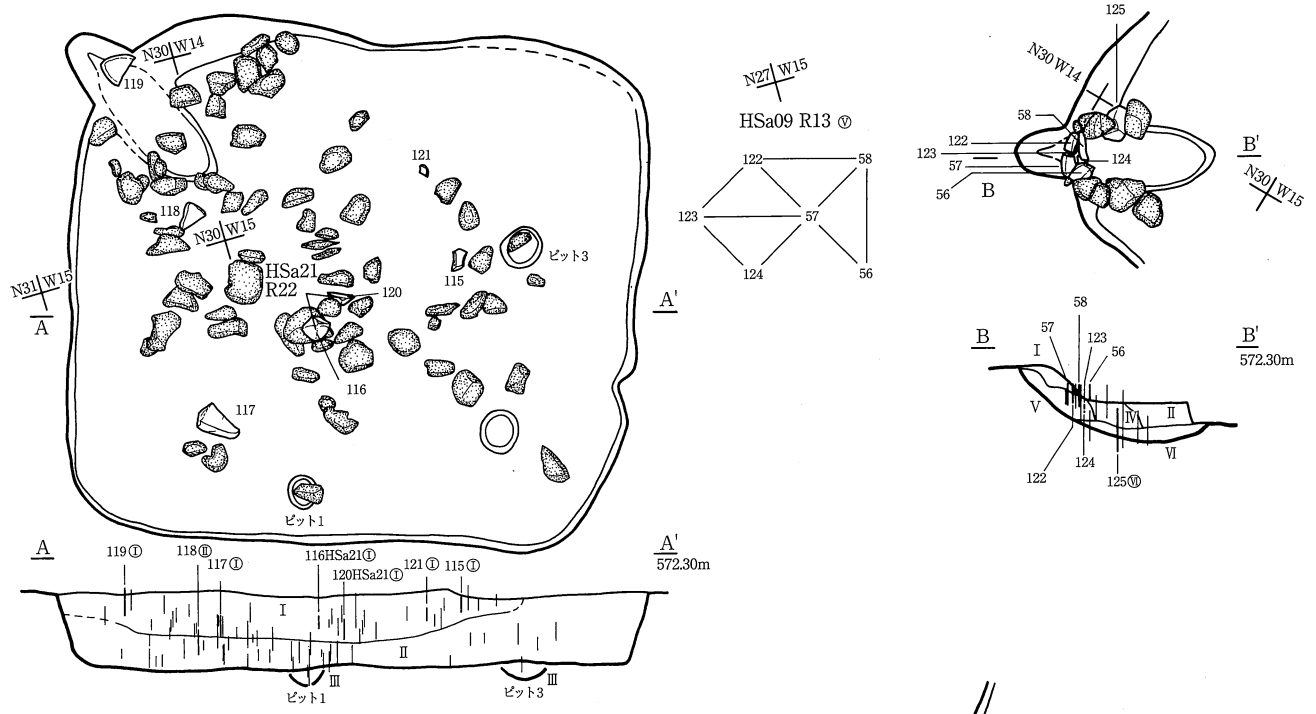 N30 W14
119
121
118
N30 W15
115
ピット3
N31 W15
A
HSa21
R22
120
A'
116
117
ピット1
A
119Ⓘ
118Ⓘ︎Ⅱ
117Ⓘ
116HSa21Ⓘ
120HSa21Ⓘ
121Ⓘ
115Ⓘ
A'
572.30m
I
II
III
ピット1
ピット3
III
N27 W15
HSa09 R13 Ⓥ
122
58
123
57
124
56
125
N30 W14
58
122
123
57
56
B
124
B'
N30 W15
B
58
57
123
56
B'
572.30m
I
V
IV
II
VI
122
124
125Ⅵ